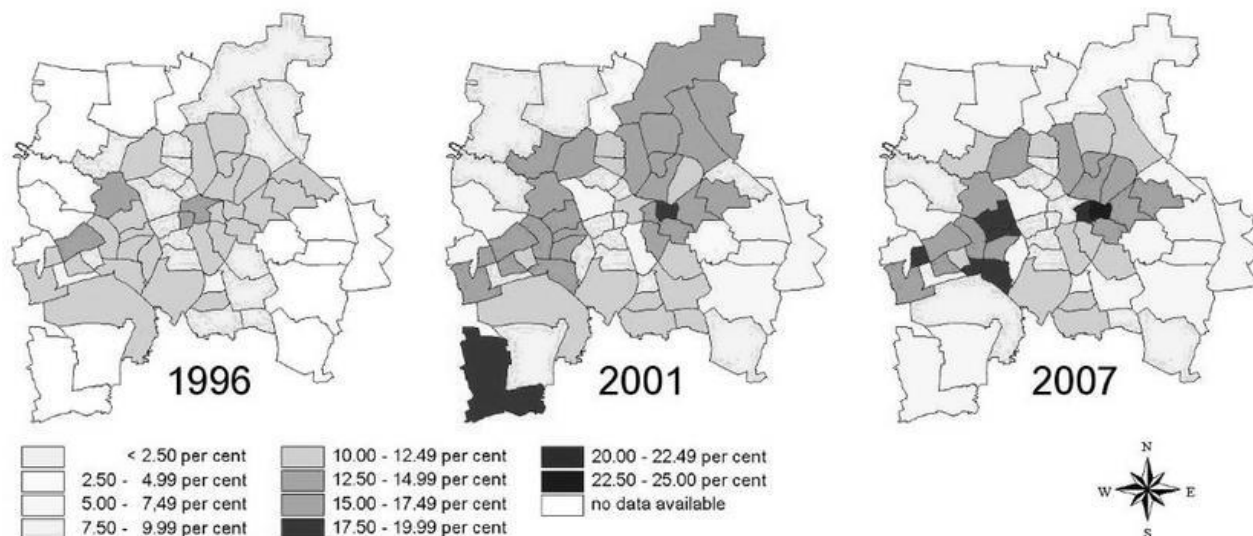 1996
2001
2007
< 2.50 per cent
2.50 - 4.99 per cent
5.00 - 7,49 per cent
7.50 - 9.99 per cent
10.00 - 12.49 per cent
12.50 - 14.99 per cent
15.00 - 17.49 per cent
17.50 - 19.99 per cent
20.00 - 22.49 per cent
22.50 - 25.00 per cent
no data available
N
W E
S